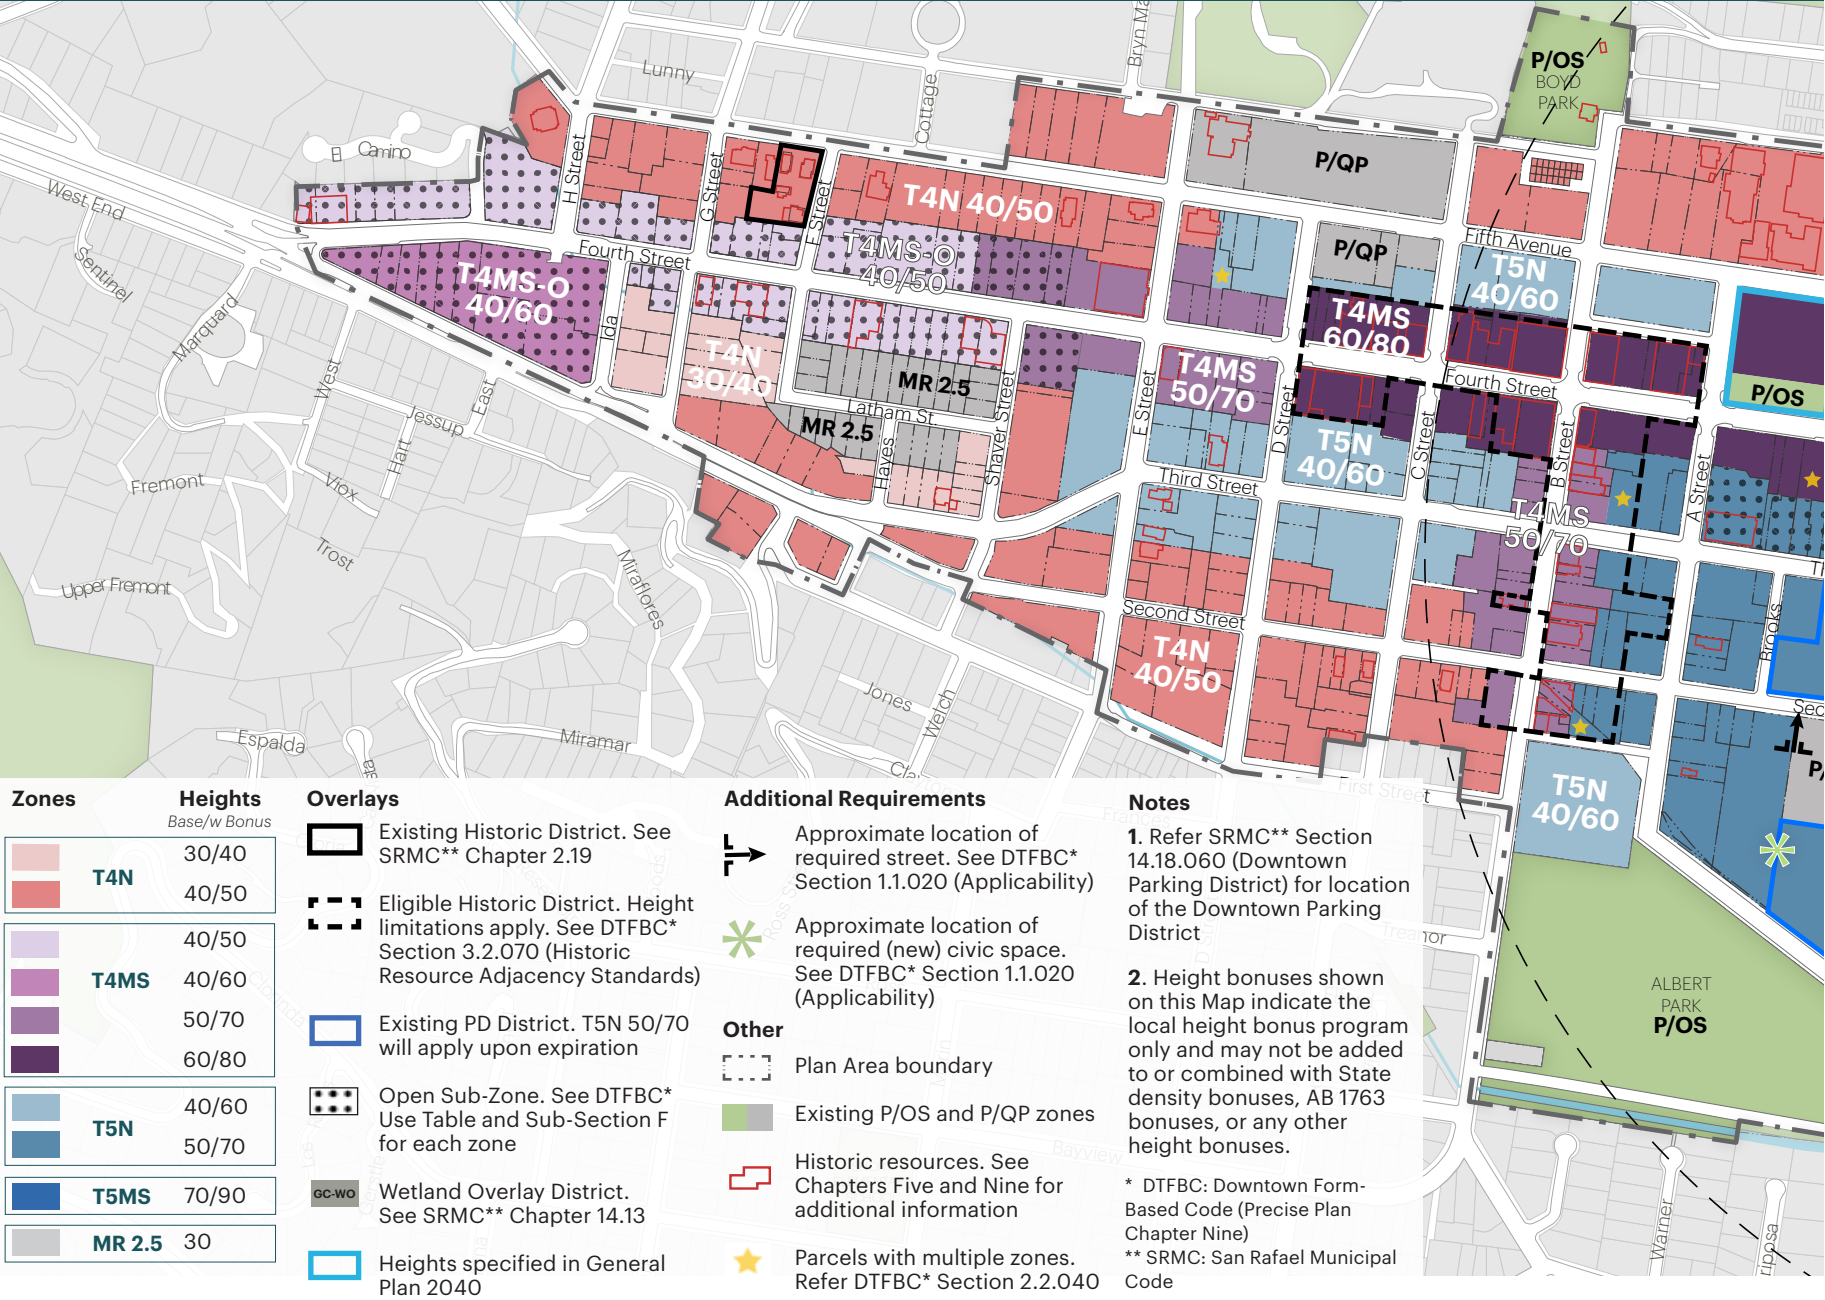 Lunny
Cottage
Bryn Ma
P/OS
BOYD
PARK
El Camino
H Street
G Street
F Street
P/QP
T4N 40/50
West End
Sentinel
Marquard
Fourth Street
T4MS-O
40/60
T4MS-O
40/50
P/QP
Fifth Avenue
T5N
40/60
T4MS
60/80
Ida
T4N
30/40
MR 2.5
T4MS
50/70
Fourth Street
P/OS
West
East
Jessup
Hart
Viox
Latham St.
MR 2.5
Hayes
Shaver Street
E Street
D Street
T5N
40/60
C Street
B Street
A Street
Fremont
Trost
Upper Fremont
Miraflores
Third Street
T4MS
50/70
Th
Second Street
T4N
40/50
Brooks
Sec
Jones
Welch
Espalda
Miramar
Clayton
First Street
Frances
T5N
40/60
P/
Treanor
Bayview
ALBERT
PARK
P/OS
Warner
riposa
Zones
Heights
Base/w Bonus
T4N
30/40
40/50
T4MS
40/50
40/60
50/70
60/80
T5N
40/60
50/70
T5MS
70/90
MR 2.5
30
Overlays
Existing Historic District. See
SRMC** Chapter 2.19
Eligible Historic District. Height
limitations apply. See DTFBC*
Section 3.2.070 (Historic
Resource Adjacency Standards)
Existing PD District. T5N 50/70
will apply upon expiration
Open Sub-Zone. See DTFBC*
Use Table and Sub-Section F
for each zone
GC-WO
Wetland Overlay District.
See SRMC** Chapter 14.13
Heights specified in General
Plan 2040
Additional Requirements
Approximate location of
required street. See DTFBC*
Section 1.1.020 (Applicability)
Approximate location of
required (new) civic space.
See DTFBC* Section 1.1.020
(Applicability)
Other
Plan Area boundary
Existing P/OS and P/QP zones
Historic resources. See
Chapters Five and Nine for
additional information
Parcels with multiple zones.
Refer DTFBC* Section 2.2.040
Notes
1. Refer SRMC** Section
14.18.060 (Downtown
Parking District) for location
of the Downtown Parking
District
2. Height bonuses shown
on this Map indicate the
local height bonus program
only and may not be added
to or combined with State
density bonuses, AB 1763
bonuses, or any other
height bonuses.
* DTFBC: Downtown Form-
Based Code (Precise Plan
Chapter Nine)
** SRMC: San Rafael Municipal
Code